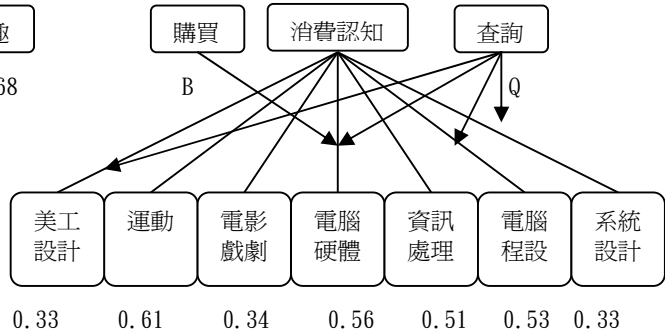 購買
消費認知
查詢
68
B
Q
美工
設計
運動
電影
戲劇
電腦
硬體
資訊
處理
電腦
程設
系統
設計
0.33 0.61 0.34 0.56 0.51 0.53 0.33